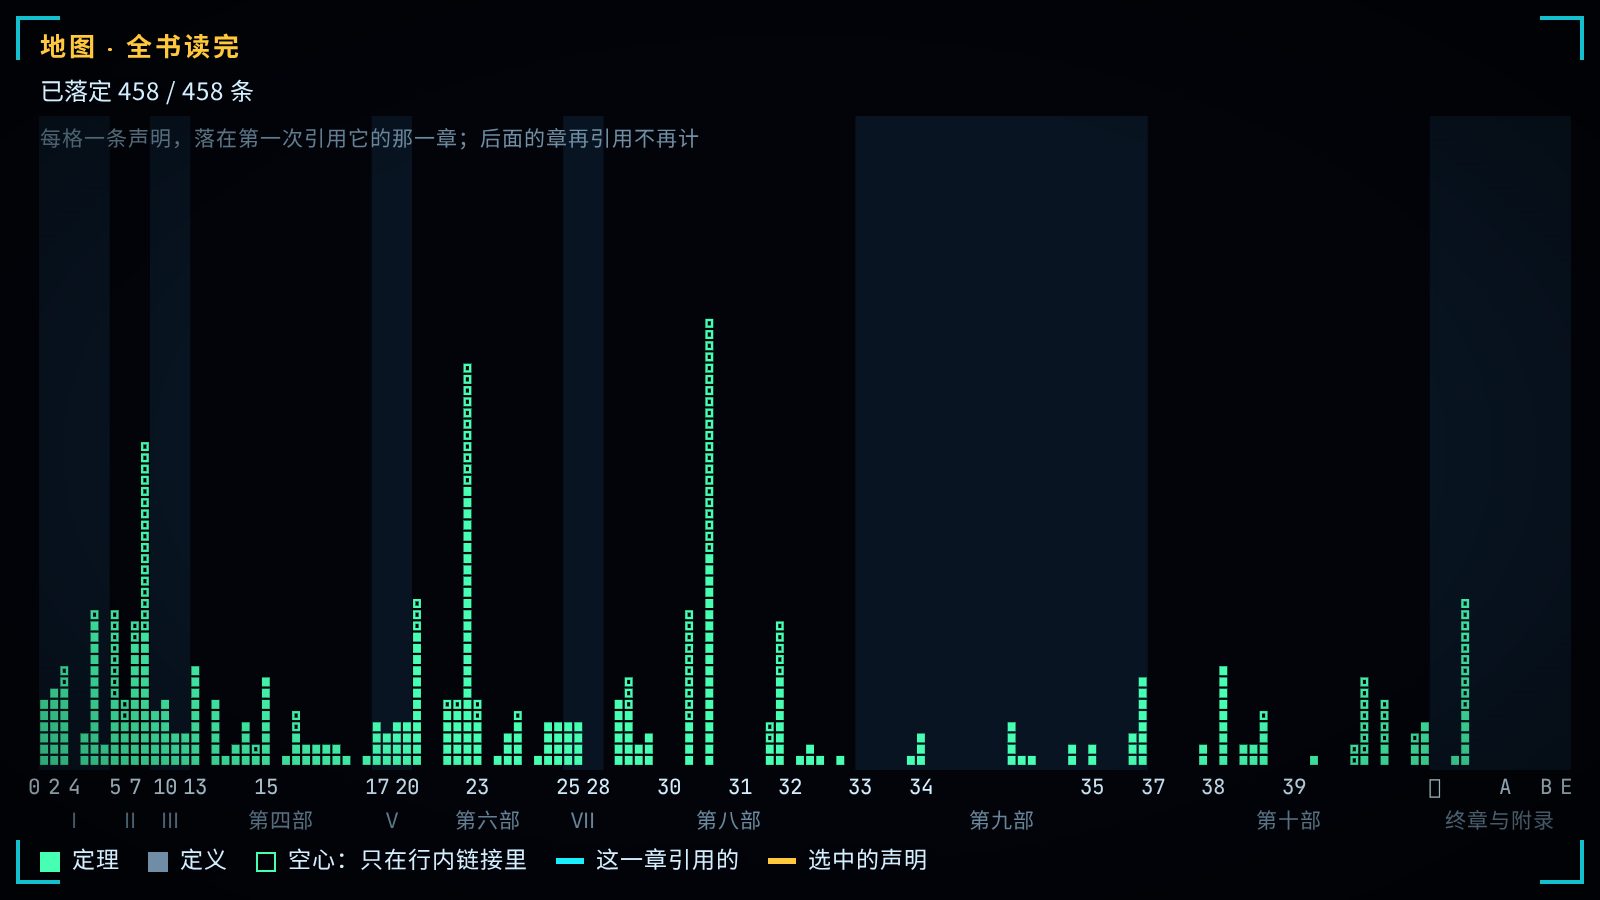 地图 · 全书读完
已落定 458 / 458 条
每格一条声明，落在第一次引用它的那一章；后面的章再引用不再计
0 2 4 5 7 10 13 15 17 20 23 25 28 30 31 32 33 34 35 37 38 39 A B E
I II III 第四部 V 第六部 VII 第八部 第九部 第十部 终章与附录
定理 定义 空心：只在行内链接里 这一章引用的 选中的声明